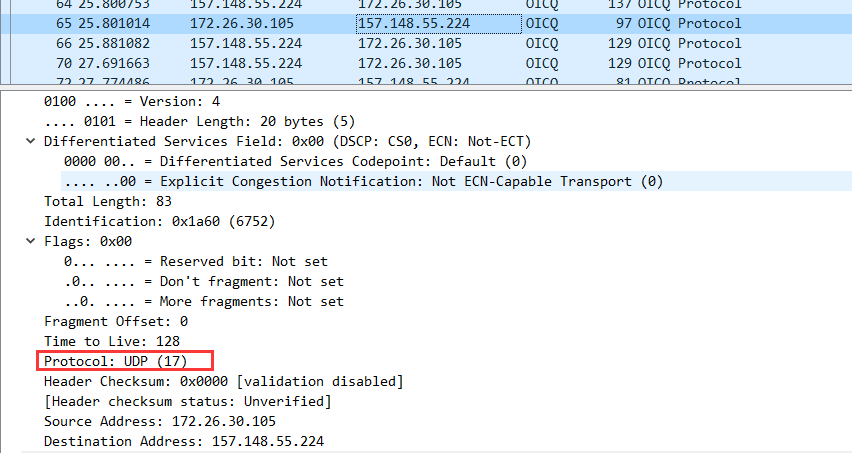 64 25.800753 157.148.55.224 172.26.30.105 OICQ 137 OICQ Protocol
65 25.801014 172.26.30.105 157.148.55.224 OICQ 97 OICQ Protocol
66 25.881082 157.148.55.224 172.26.30.105 OICQ 129 OICQ Protocol
70 27.691663 157.148.55.224 172.26.30.105 OICQ 129 OICQ Protocol
72 27.774486 172.26.30.105 157.148.55.224 OICQ 81 OICQ Protocol
0100 .... = Version: 4
.... 0101 = Header Length: 20 bytes (5)
Differentiated Services Field: 0x00 (DSCP: CS0, ECN: Not-ECT)
0000 00.. = Differentiated Services Codepoint: Default (0)
.... ..00 = Explicit Congestion Notification: Not ECN-Capable Transport (0)
Total Length: 83
Identification: 0x1a60 (6752)
Flags: 0x00
0... .... = Reserved bit: Not set
.0.. .... = Don't fragment: Not set
..0. .... = More fragments: Not set
Fragment Offset: 0
Time to Live: 128
Protocol: UDP (17)
Header Checksum: 0x0000 [validation disabled]
[Header checksum status: Unverified]
Source Address: 172.26.30.105
Destination Address: 157.148.55.224